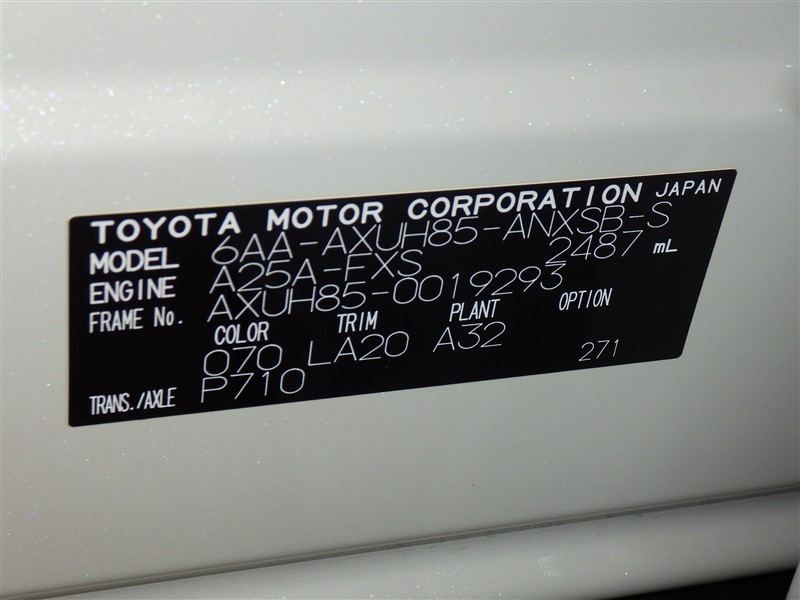 TOYOTA MOTOR CORPORATION JAPAN
MODEL 6AA-AXUH85-ANXSB-S
ENGINE A25A-FXS 2487 mL
FRAME No. AXUH85-0019293
COLOR TRIM PLANT OPTION
070 LA20 A32 271
TRANS./AXLE P710